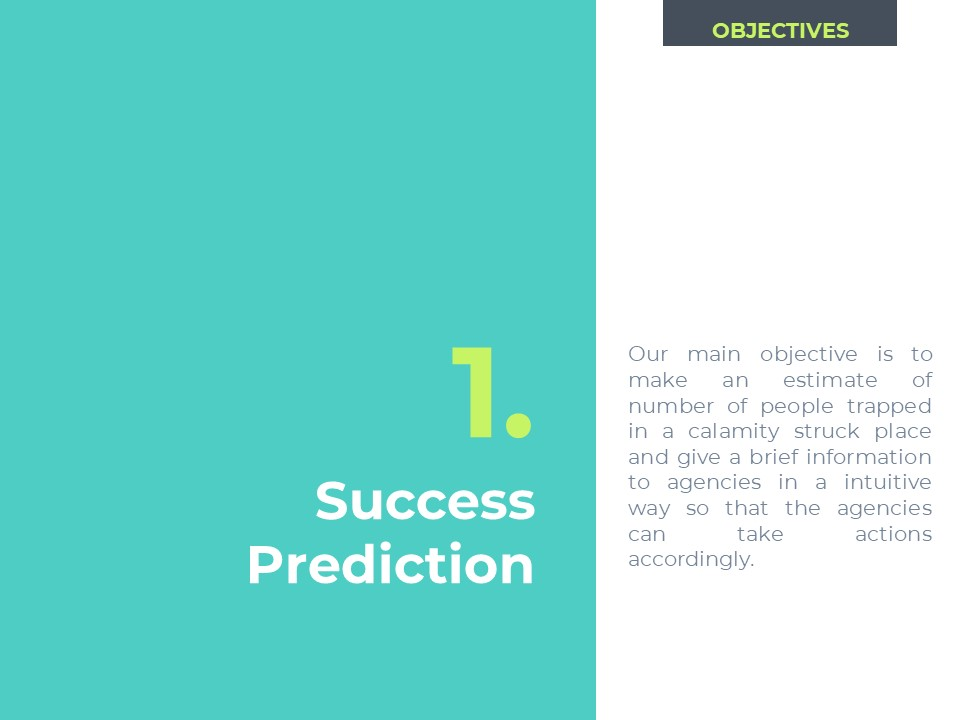 OBJECTIVES
1.
Success
Prediction
Our main objective is to
make an estimate of
number of people trapped
in a calamity struck place
and give a brief information
to agencies in a intuitive
way so that the agencies
can take actions
accordingly.